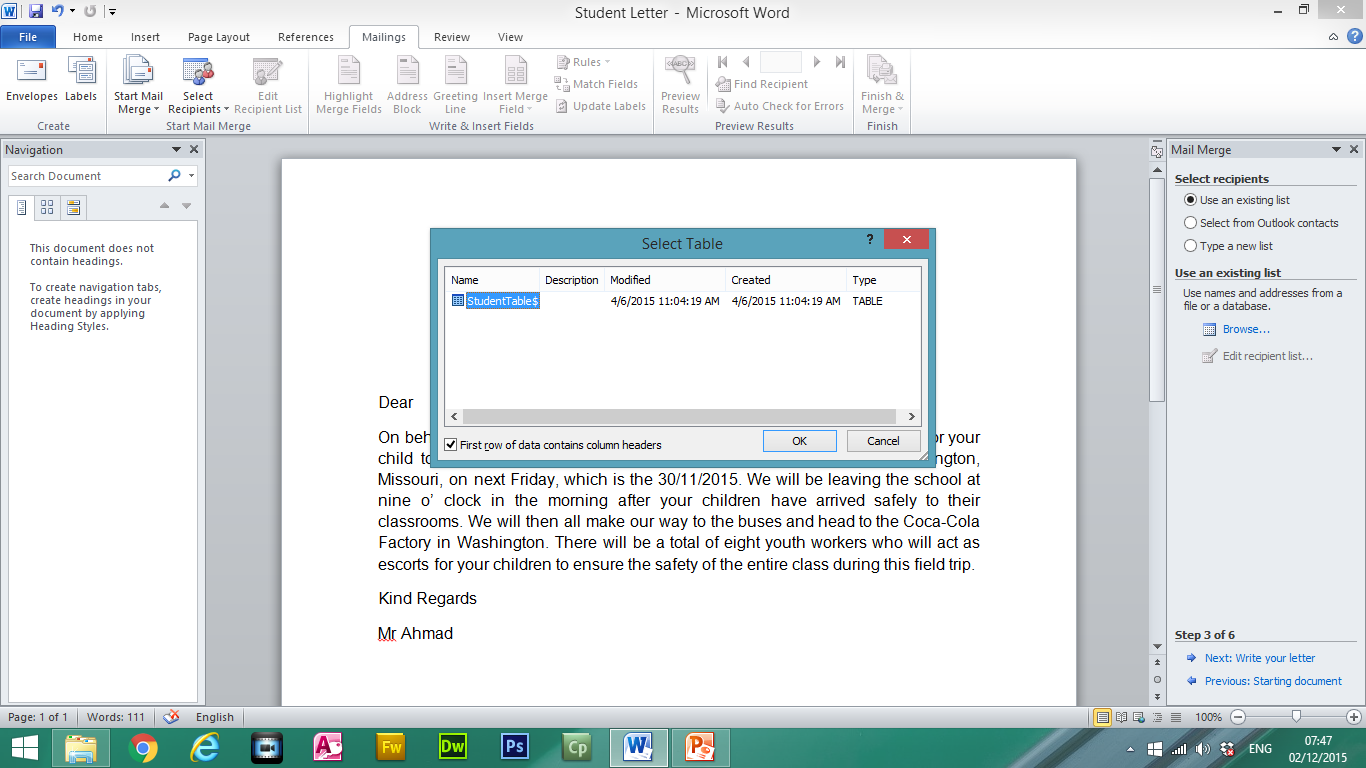 Student Letter - Microsoft Word
File Home Insert Page Layout References Mailings Review View
Envelopes Labels
Create
Start Mail Merge Select Recipients Edit Recipient List
Start Mail Merge
Highlight Merge Fields Address Block Greeting Line Insert Merge Field Rules Match Fields Update Labels
Write & Insert Fields
Preview Results Find Recipient Auto Check for Errors
Preview Results
Finish & Merge
Finish
Navigation
Search Document
This document does not
contain headings.
To create navigation tabs,
create headings in your
document by applying
Heading Styles.
Select Table
?
Name Description Modified Created Type
StudentTable$ 4/6/2015 11:04:19 AM 4/6/2015 11:04:19 AM TABLE
First row of data contains column headers
OK Cancel
Dear
On beh or your
child to ngton,
Missouri, on next Friday, which is the 30/11/2015. We will be leaving the school at
nine o’ clock in the morning after your children have arrived safely to their
classrooms. We will then all make our way to the buses and head to the Coca-Cola
Factory in Washington. There will be a total of eight youth workers who will act as
escorts for your children to ensure the safety of the entire class during this field trip.
Kind Regards
Mr Ahmad
Mail Merge
Select recipients
Use an existing list
Select from Outlook contacts
Type a new list
Use an existing list
Use names and addresses from a
file or a database.
Browse...
Edit recipient list...
Step 3 of 6
Next: Write your letter
Previous: Starting document
Page: 1 of 1 Words: 111 English 100%
A Fw Dw Ps Cp W P
ENG
07:47
02/12/2015